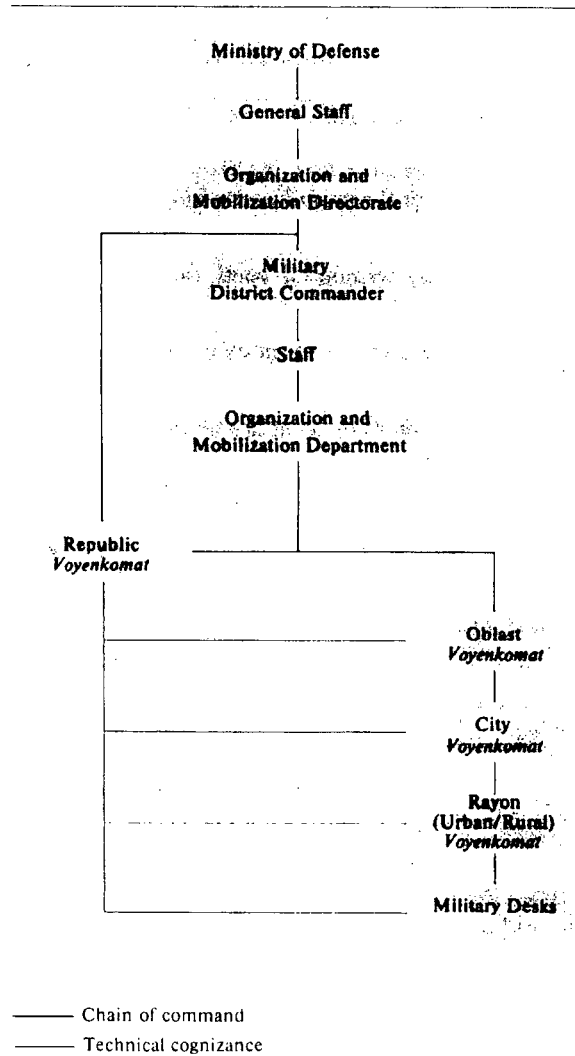 Ministry of Defense
General Staff
Organization and
Mobilization Directorate
Military
District Commander
Staff
Organization and
Mobilization Department
Republic
Voyenkomat
Oblast
Voyenkomat
City
Voyenkomat
Rayon
(Urban/Rural)
Voyenkomat
Military Desks
Chain of command
Technical cognizance